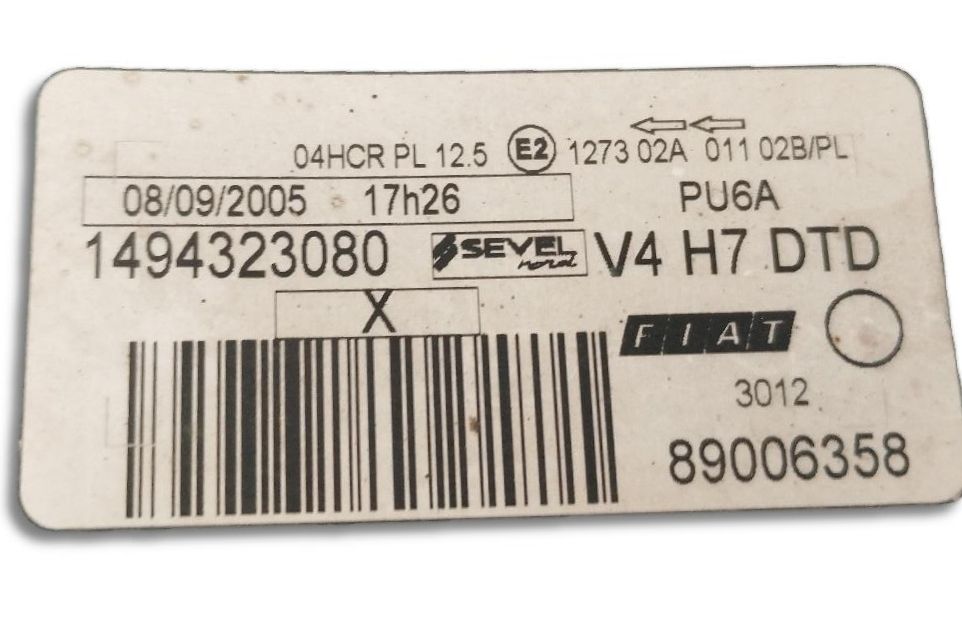 04HCR PL 12.5 E2 1273 02A 011 02B/PL
08/09/2005 17h26 PU6A
1494323080 SEVEL nord V4 H7 DTD
X
FIAT
3012
89006358